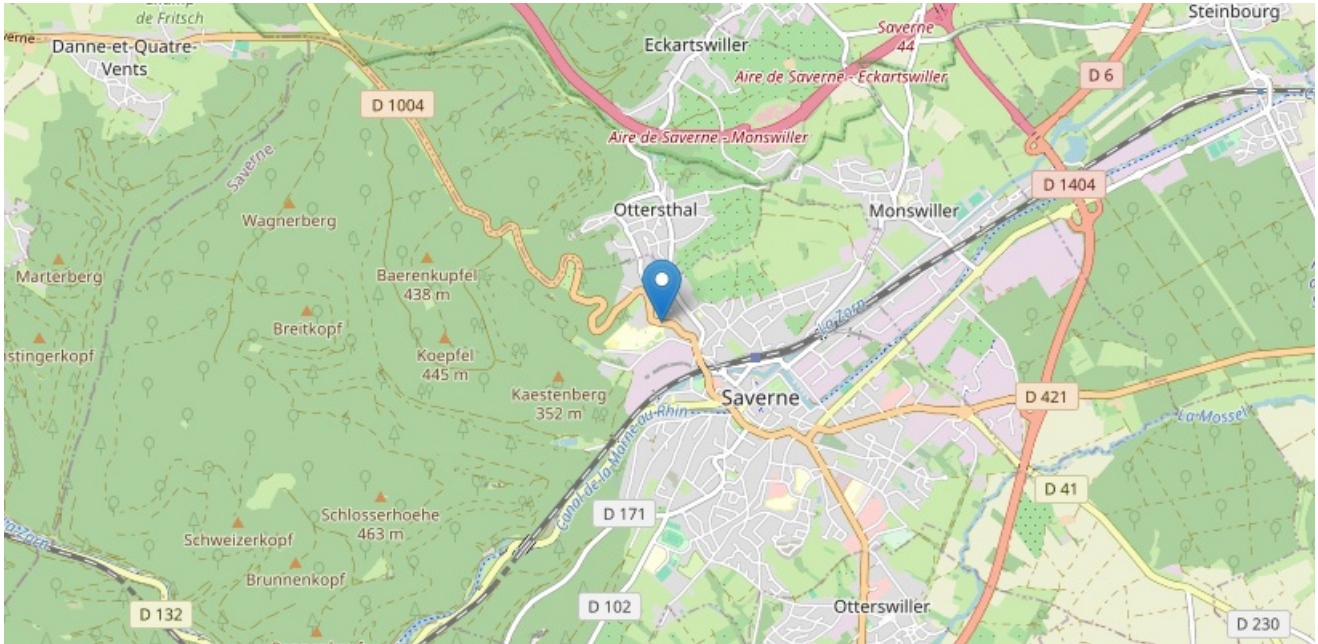 de Fritsch
Steinbourg
Saverne
44
Danne-et-Quatre-
Vents
Eckartswiller
Aire de Saverne - Eckartswiller
D 6
D 1004
Aire de Saverne - Monswiller
Saverne
D 1404
Wagnerberg
Ottersthal
Monswiller
Marterberg
Baerenkupfel
438 m
Breitkopf
La Zorn
Koepfel
445 m
Kaestenberg
352 m
Saverne
D 421
La Mossel
Canal de la Marne au Rhin
D 41
Schlosserhoehe
463 m
D 171
Schweizerkopf
Brunnenkopf
D 132
D 102
Otterswiller
D 230